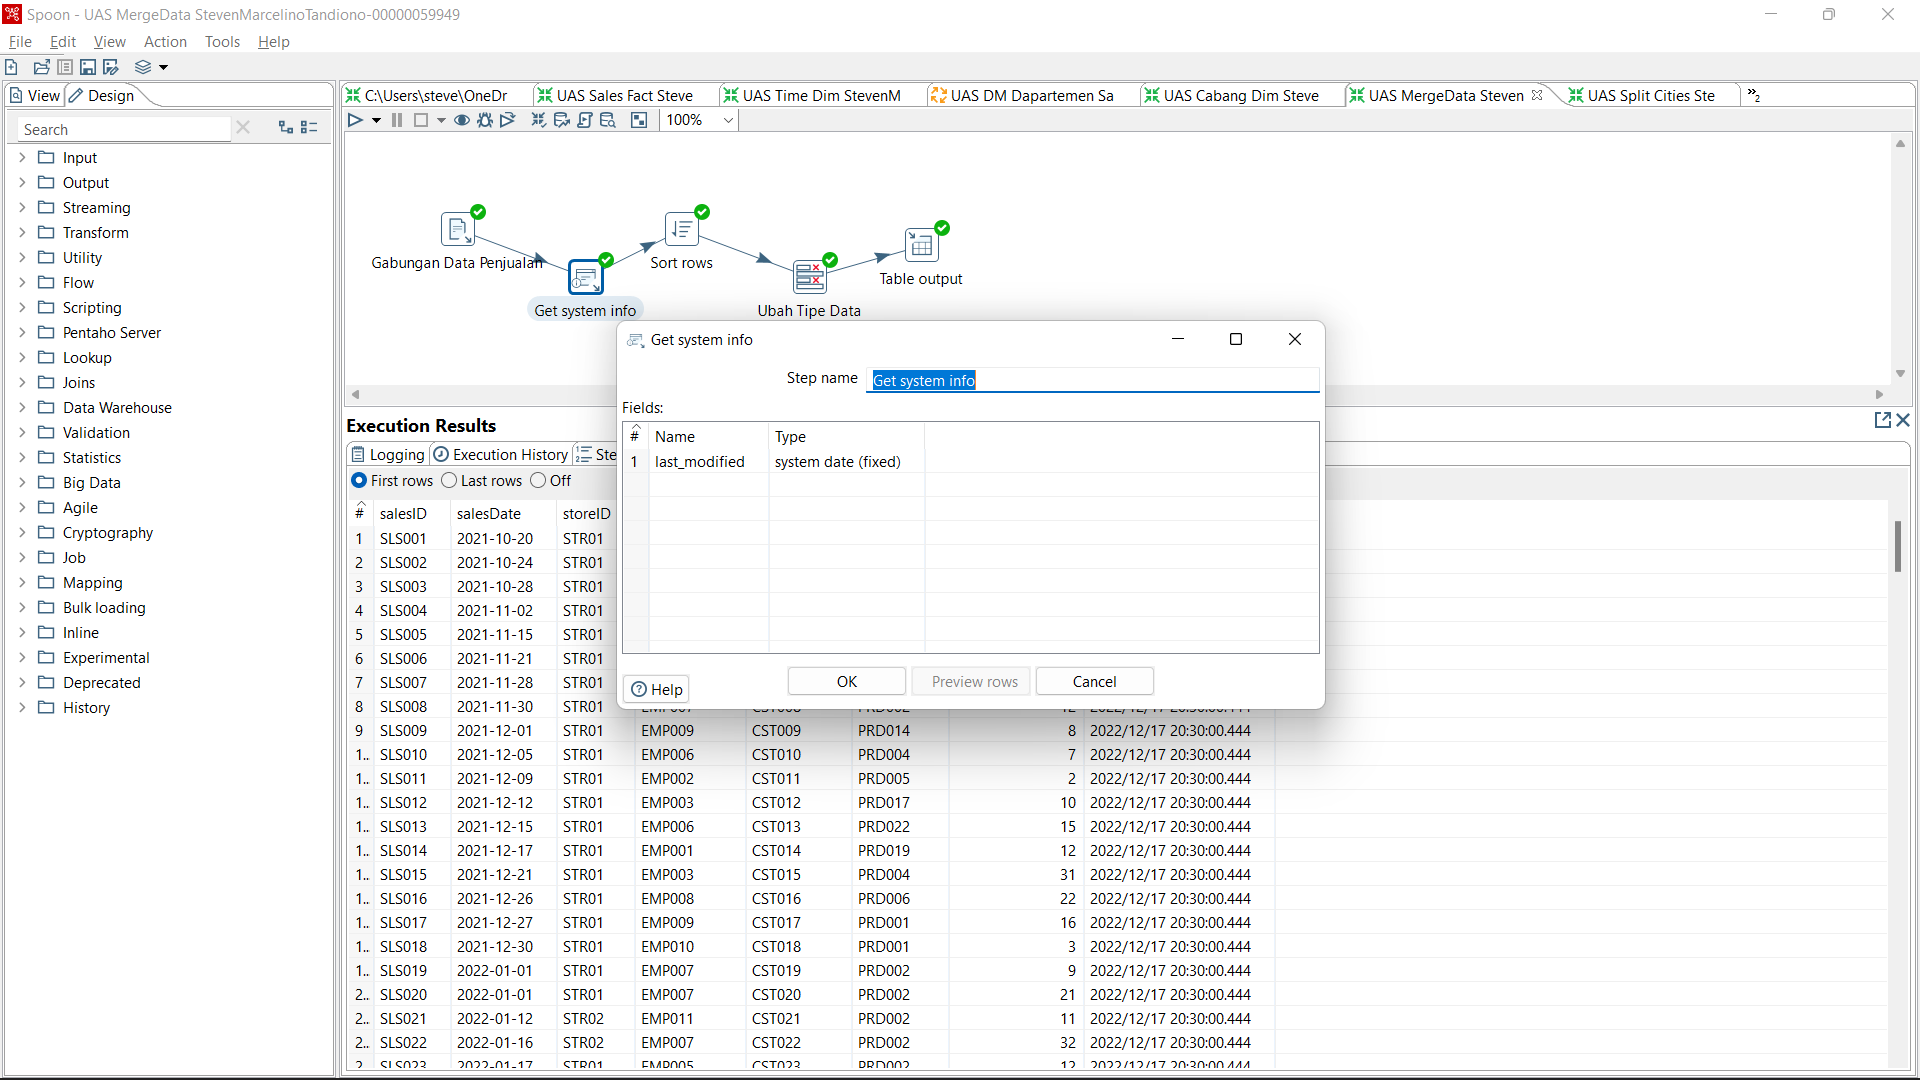 Spoon - UAS MergeData StevenMarcelinoTandiono-00000059949
File Edit View Action Tools Help
View Design
C:\Users\steve\OneDr UAS Sales Fact Steve UAS Time Dim StevenM UAS DM Dapartemen Sa UAS Cabang Dim Steve UAS MergeData Steven UAS Split Cities Ste »2
Search
100%
Input
Output
Streaming
Transform
Utility
Flow
Scripting
Pentaho Server
Lookup
Joins
Data Warehouse
Validation
Statistics
Big Data
Agile
Cryptography
Job
Mapping
Bulk loading
Inline
Experimental
Deprecated
History
Gabungan Data Penjualan
Get system info
Sort rows
Ubah Tipe Data
Table output
Get system info
Step name Get system info
Fields:
# Name Type
1 last_modified system date (fixed)
Help OK Preview rows Cancel
Execution Results
Logging Execution History Ste
First rows Last rows Off
# salesID salesDate storeID
1 SLS001 2021-10-20 STR01
2 SLS002 2021-10-24 STR01
3 SLS003 2021-10-28 STR01
4 SLS004 2021-11-02 STR01
5 SLS005 2021-11-15 STR01
6 SLS006 2021-11-21 STR01
7 SLS007 2021-11-28 STR01
8 SLS008 2021-11-30 STR01
9 SLS009 2021-12-01 STR01 EMP009 CST009 PRD014 8 2022/12/17 20:30:00.444
1.. SLS010 2021-12-05 STR01 EMP006 CST010 PRD004 7 2022/12/17 20:30:00.444
1.. SLS011 2021-12-09 STR01 EMP002 CST011 PRD005 2 2022/12/17 20:30:00.444
1.. SLS012 2021-12-12 STR01 EMP003 CST012 PRD017 10 2022/12/17 20:30:00.444
1.. SLS013 2021-12-15 STR01 EMP006 CST013 PRD022 15 2022/12/17 20:30:00.444
1.. SLS014 2021-12-17 STR01 EMP001 CST014 PRD019 12 2022/12/17 20:30:00.444
1.. SLS015 2021-12-21 STR01 EMP003 CST015 PRD004 31 2022/12/17 20:30:00.444
1.. SLS016 2021-12-26 STR01 EMP008 CST016 PRD006 22 2022/12/17 20:30:00.444
1.. SLS017 2021-12-27 STR01 EMP009 CST017 PRD001 16 2022/12/17 20:30:00.444
1.. SLS018 2021-12-30 STR01 EMP010 CST018 PRD001 3 2022/12/17 20:30:00.444
1.. SLS019 2022-01-01 STR01 EMP007 CST019 PRD002 9 2022/12/17 20:30:00.444
2.. SLS020 2022-01-01 STR01 EMP007 CST020 PRD002 21 2022/12/17 20:30:00.444
2.. SLS021 2022-01-12 STR02 EMP011 CST021 PRD002 11 2022/12/17 20:30:00.444
2.. SLS022 2022-01-16 STR02 EMP007 CST022 PRD002 32 2022/12/17 20:30:00.444
2 SLS023 2022-01-17 STR01 EMP005 CST023 PRD002 12 2022/12/17 20:30:00.444